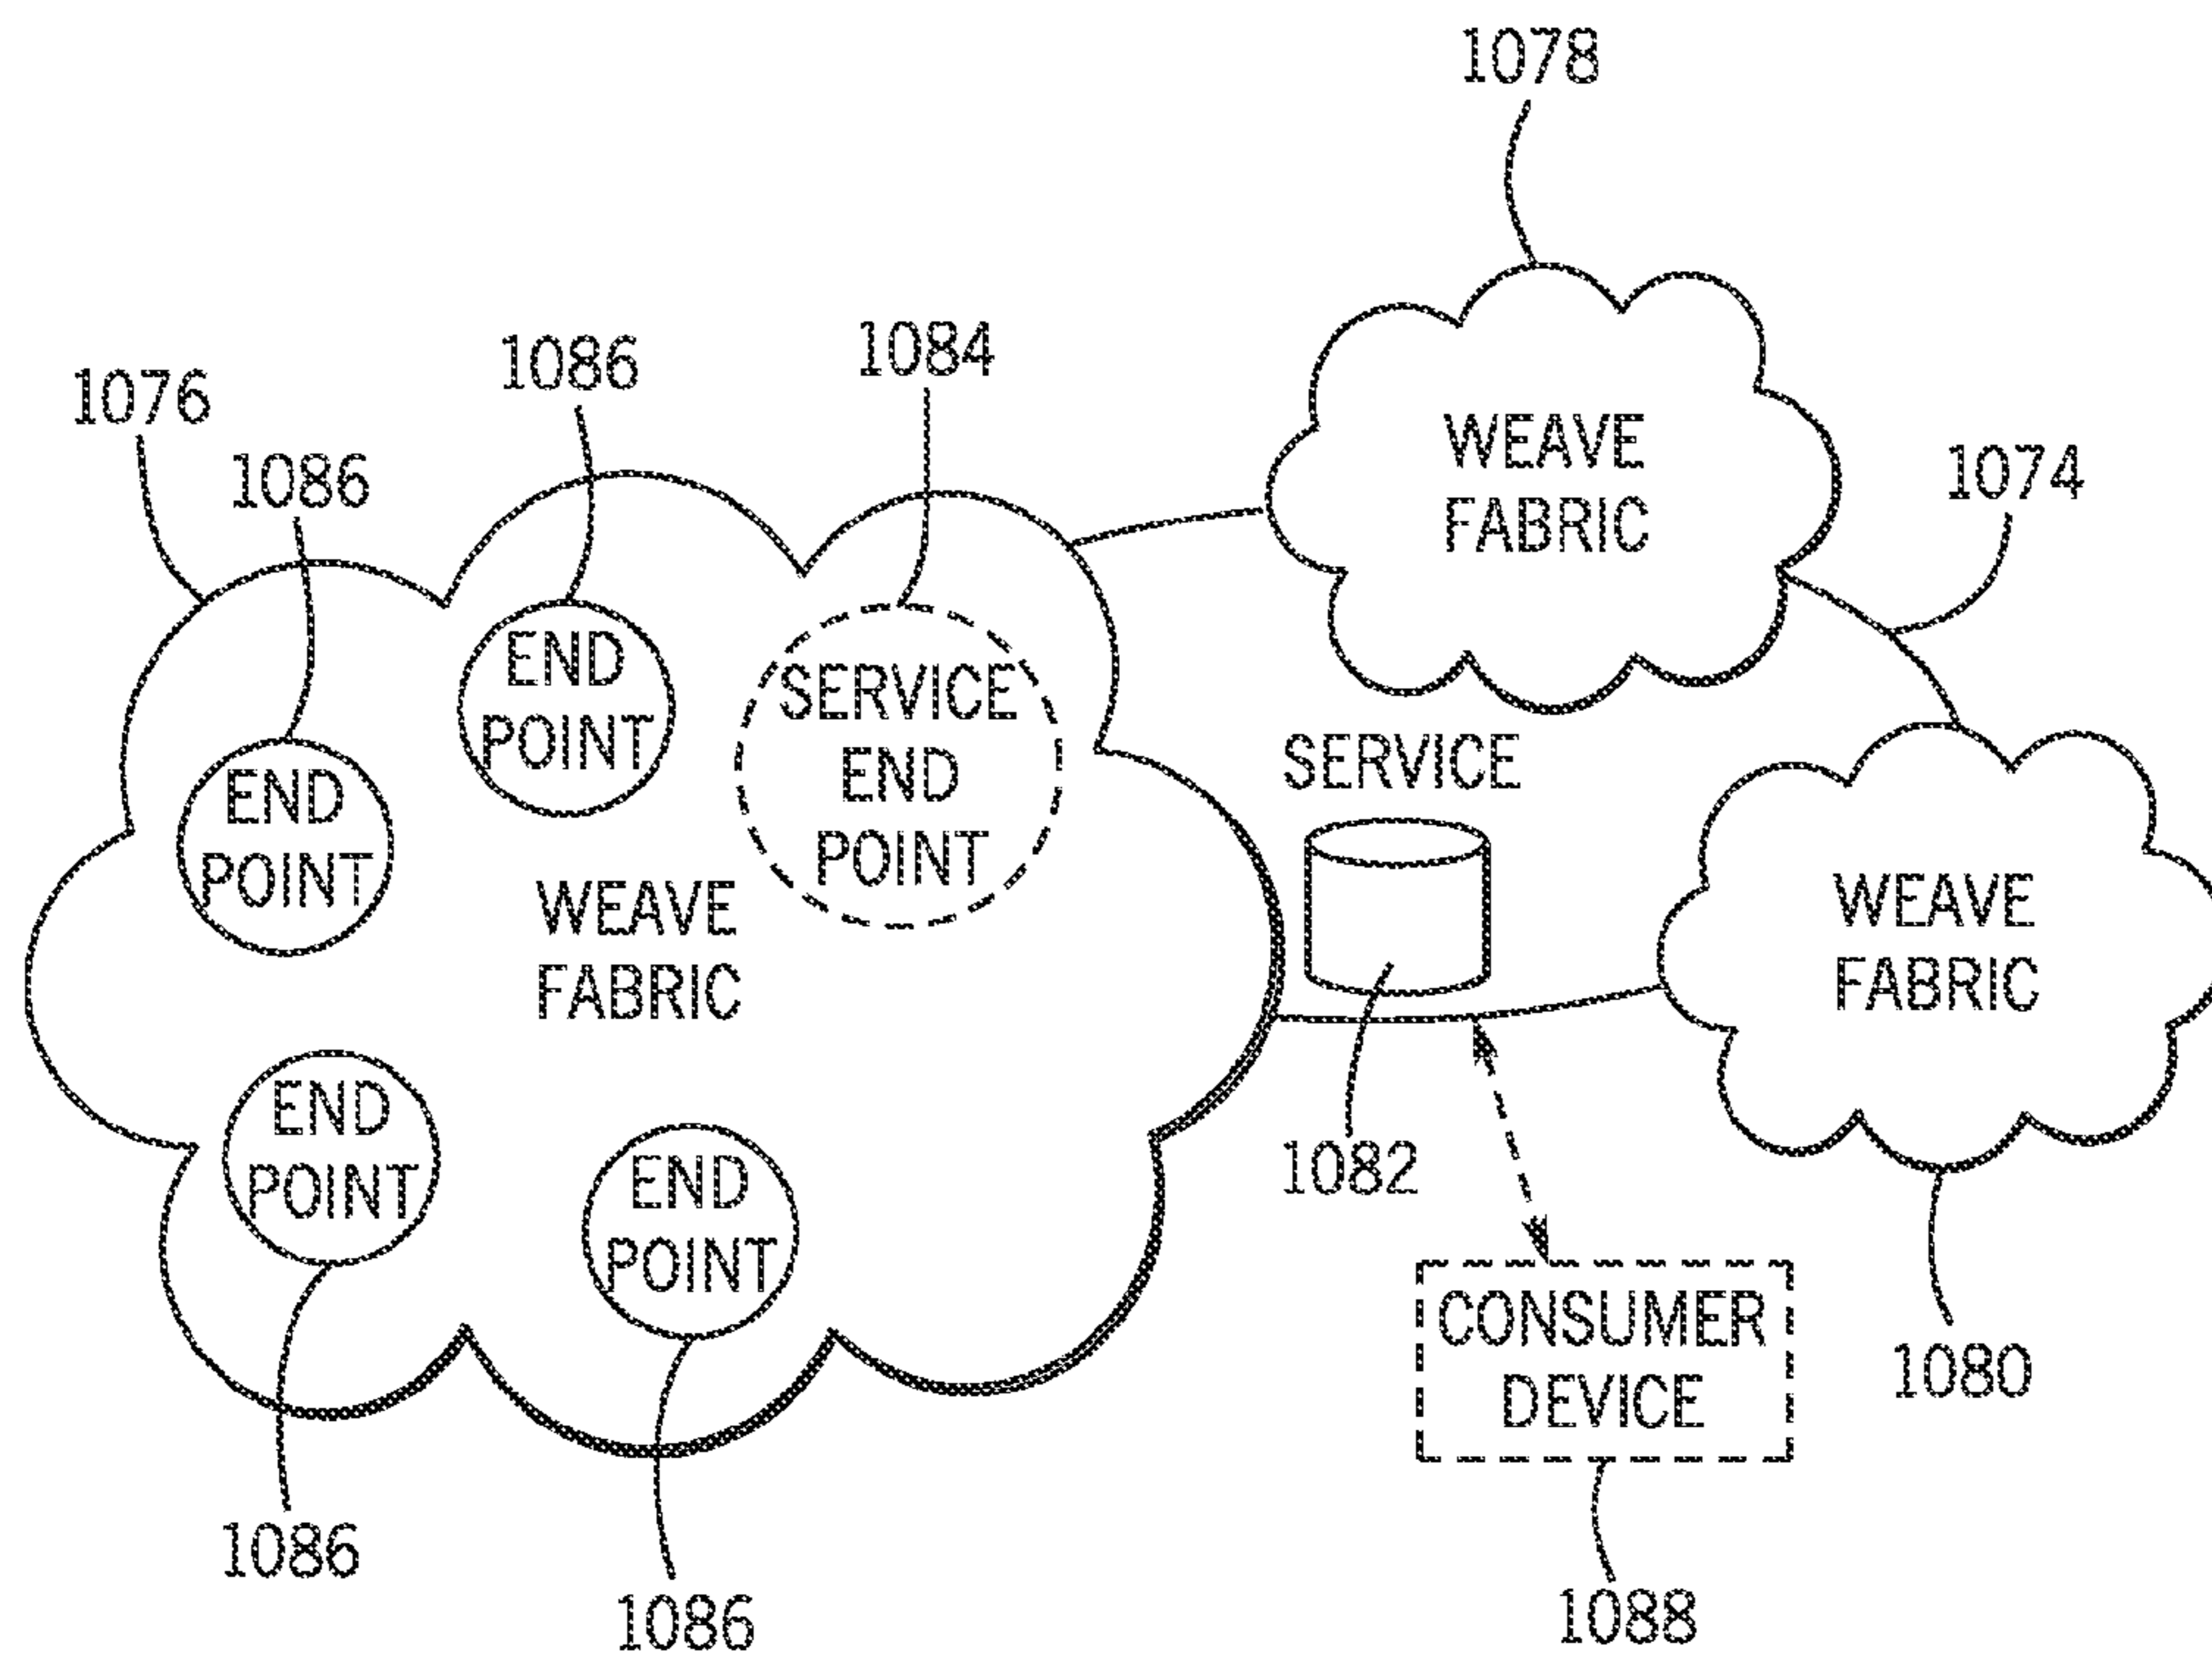 1078
1086
1084
1076
1086
WEAVE
FABRIC
1074
END
POINT
SERVICE
END
POINT
SERVICE
END
POINT
WEAVE
FABRIC
WEAVE
FABRIC
END
POINT
END
POINT
1082
CONSUMER
DEVICE
1080
1086
1086
1088